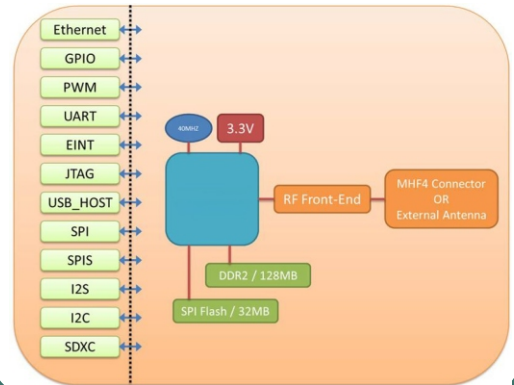 Ethernet
GPIO
PWM
UART
EINT
JTAG
USB_HOST
SPI
SPIS
I2S
I2C
SDXC
40MHZ
3.3V
RF Front-End
MHF4 Connector
OR
External Antenna
DDR2 / 128MB
SPI Flash / 32MB